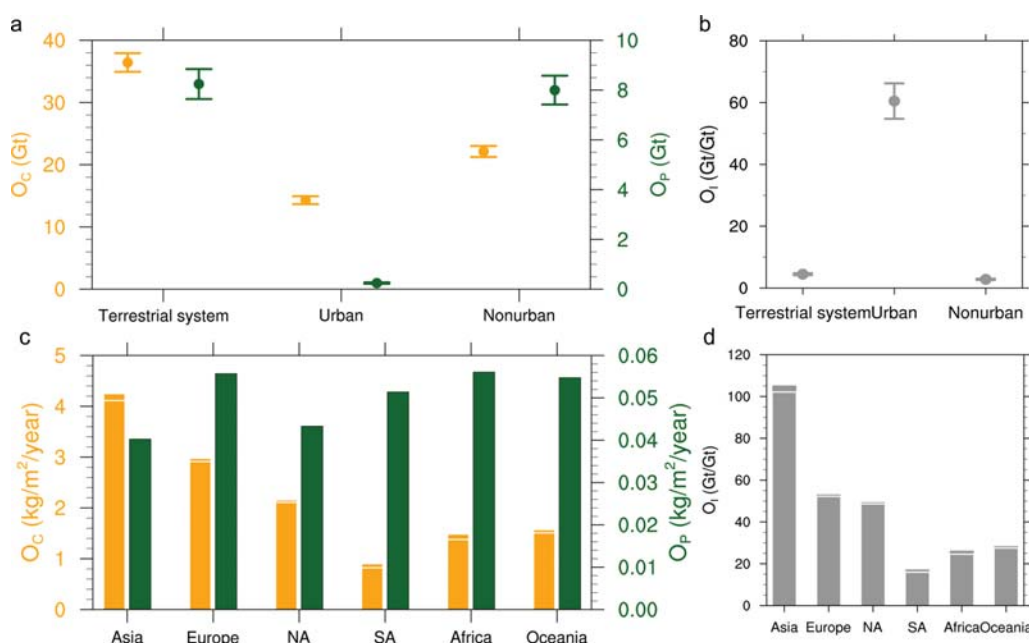 a
40
30
20
10
0
O_C (Gt)
10
8
6
4
2
0
O_P (Gt)
Terrestrial system Urban Nonurban
b
80
60
40
20
0
O_I (Gt/Gt)
Terrestrial systemUrban Nonurban
c
5
4
3
2
1
0
O_C (kg/m²/year)
0.06
0.05
0.04
0.03
0.02
0.01
0.00
O_P (kg/m²/year)
Asia Europe NA SA Africa Oceania
d
120
100
80
60
40
20
0
O_I (Gt/Gt)
Asia Europe NA SA Africa Oceania